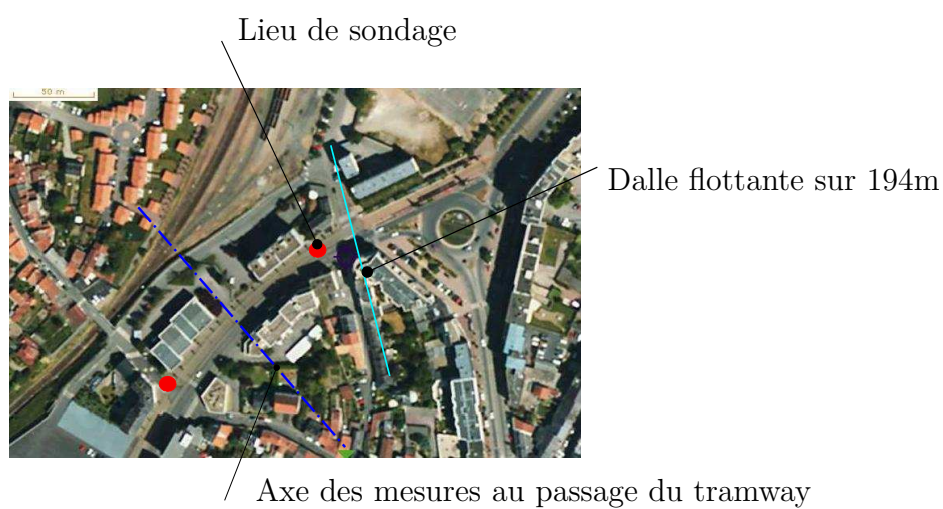 Lieu de sondage
50 m
Dalle flottante sur 194m
Axe des mesures au passage du tramway